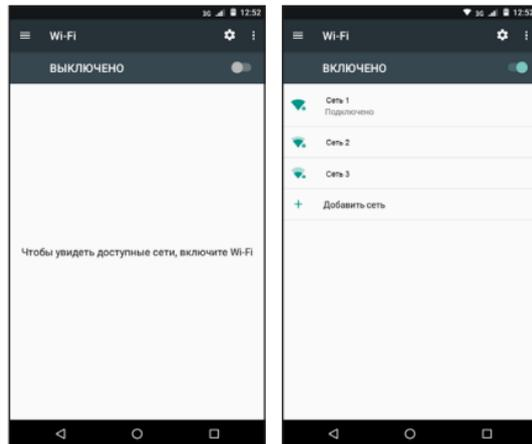 3G 12:52
Wi-Fi
ВЫКЛЮЧЕНО
Чтобы увидеть доступные сети, включите Wi-Fi
3G 12:52
Wi-Fi
ВКЛЮЧЕНО
Сеть 1
Подключено
Сеть 2
Сеть 3
Добавить сеть